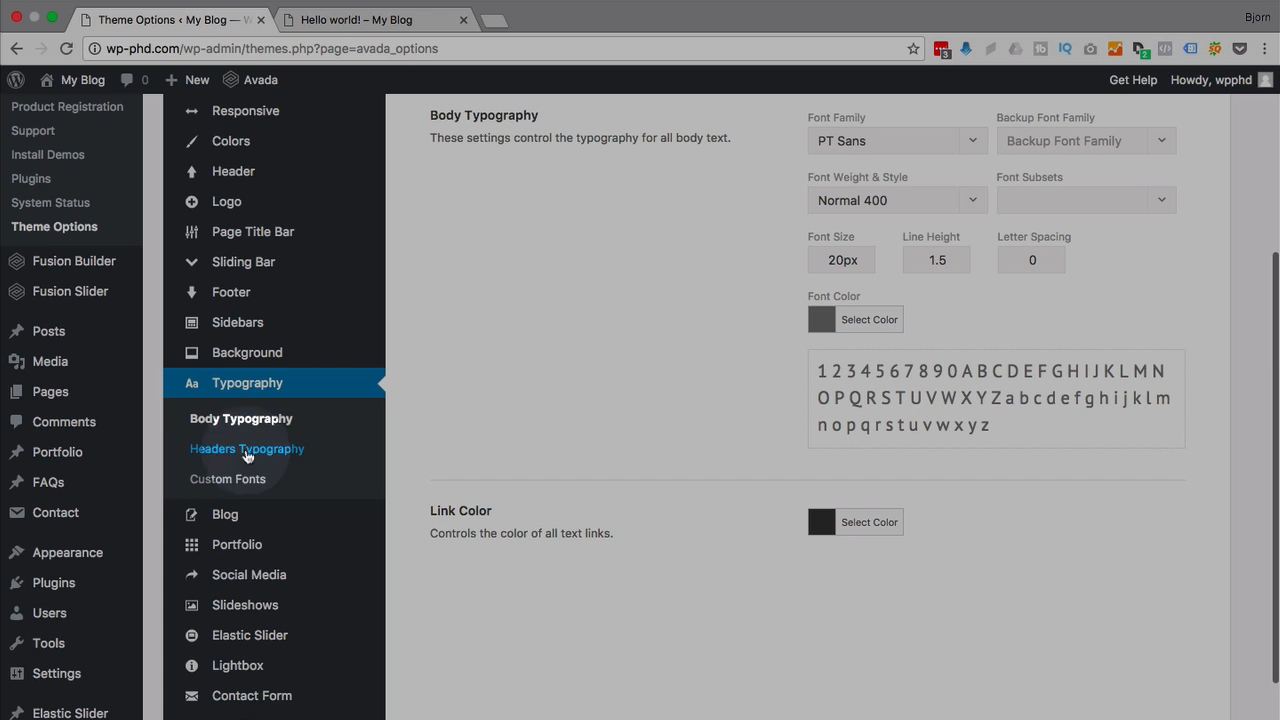 Theme Options ‹ My Blog — W
Hello world! – My Blog
Bjorn
wp-phd.com/wp-admin/themes.php?page=avada_options
3
2
My Blog
0
New
Avada
Get Help
Howdy, wpphd
Product Registration
Support
Install Demos
Plugins
System Status
Theme Options
Fusion Builder
Fusion Slider
Posts
Media
Pages
Comments
Portfolio
FAQs
Contact
Appearance
Plugins
Users
Tools
Settings
Elastic Slider
Responsive
Colors
Header
Logo
Page Title Bar
Sliding Bar
Footer
Sidebars
Background
Aa Typography
Body Typography
Headers Typography
Custom Fonts
Blog
Portfolio
Social Media
Slideshows
Elastic Slider
Lightbox
Contact Form
Body Typography
These settings control the typography for all body text.
Font Family
Backup Font Family
PT Sans
Backup Font Family
Font Weight & Style
Font Subsets
Normal 400
Font Size
Line Height
Letter Spacing
20px
1.5
0
Font Color
Select Color
1 2 3 4 5 6 7 8 9 0 A B C D E F G H I J K L M N
O P Q R S T U V W X Y Z a b c d e f g h i j k l m
n o p q r s t u v w x y z
Link Color
Controls the color of all text links.
Select Color